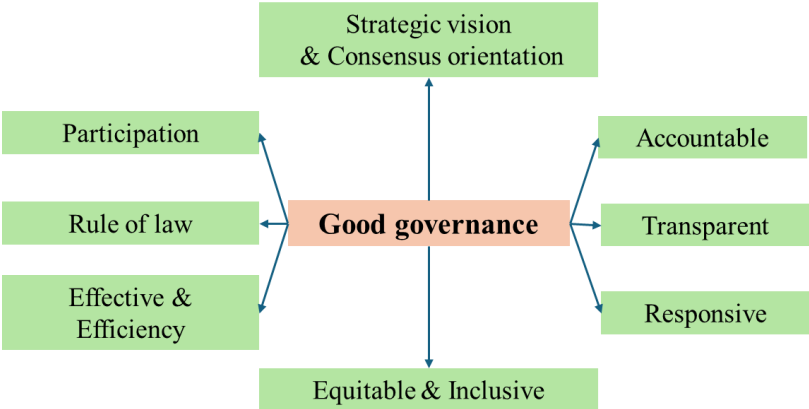 Strategic vision
& Consensus orientation
Participation
Accountable
Rule of law
Good governance
Transparent
Effective &
Efficiency
Responsive
Equitable & Inclusive